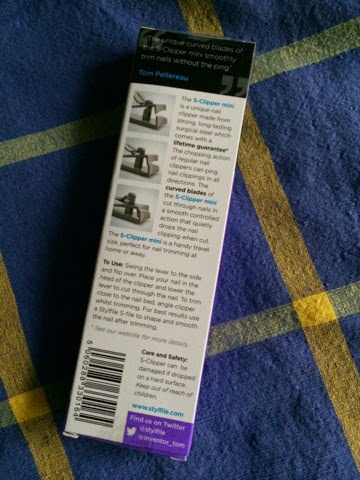 “The unique curved blades of
the S-Clipper mini smoothly
trim nails without the ping”
Tom Pellereau
The S-Clipper mini
is a unique nail
clipper made from
strong, long-lasting
surgical steel which
comes with a
lifetime guarantee*
The chopping action
of regular nail
clippers can ping
nail clippings in all
directions. The
curved blades of
the S-Clipper mini
cut through nails in
a smooth controlled
action that quietly
drops the nail
clipping when cut.
The S-Clipper mini is a handy travel
size, perfect for nail trimming at
home or away.
To Use: Swing the lever to the side
and flip over. Place your nail in the
head of the clipper and lower the
lever to cut through the nail. To trim
close to the nail bed, angle clipper
whilst trimming. For best results use
a Stylfile S-file to shape and smooth
the nail after trimming.
* See our website for more details.
Care and Safety:
S-Clipper can be
damaged if dropped
on a hard surface.
Keep out of reach of
children.
www.stylfile.com
Find us on Twitter
@stylfile
@inventor_tom